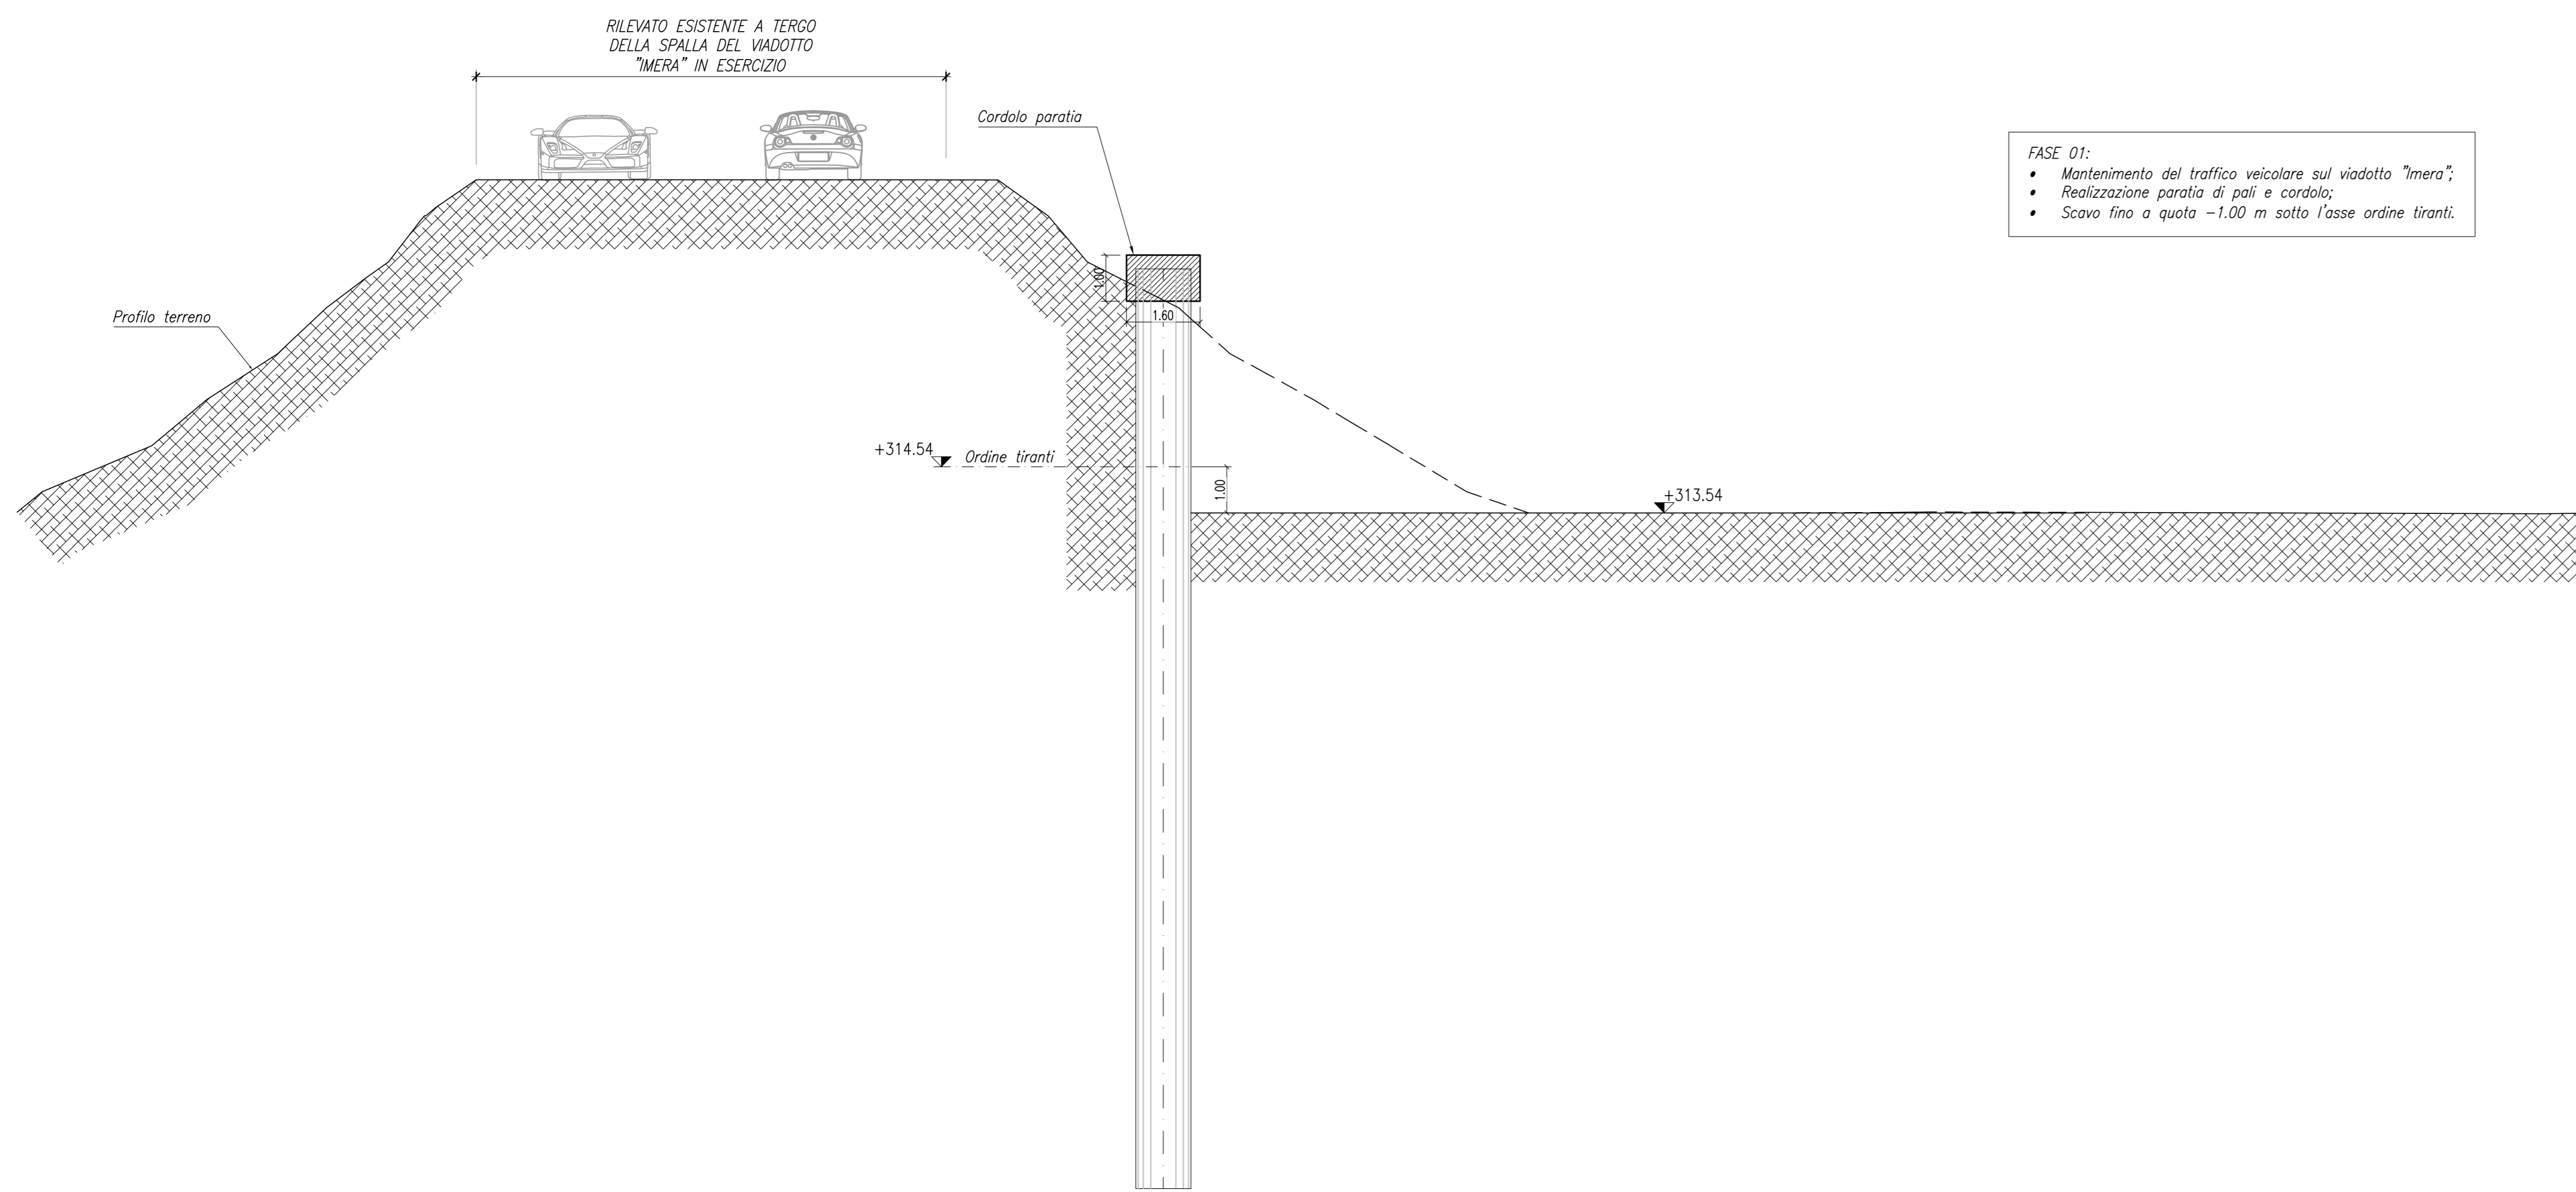 RILEVATO ESISTENTE A TERGO
DELLA SPALLA DEL VIADOTTO
"IMERA" IN ESERCIZIO
Cordolo paratia
FASE 01:
• Mantenimento del traffico veicolare sul viadotto "Imera";
• Realizzazione paratia di pali e cordolo;
• Scavo fino a quota -1.00 m sotto l'asse ordine tiranti.
1.00
1.60
Profilo terreno
+314.54
Ordine tiranti
1.00
+313.54